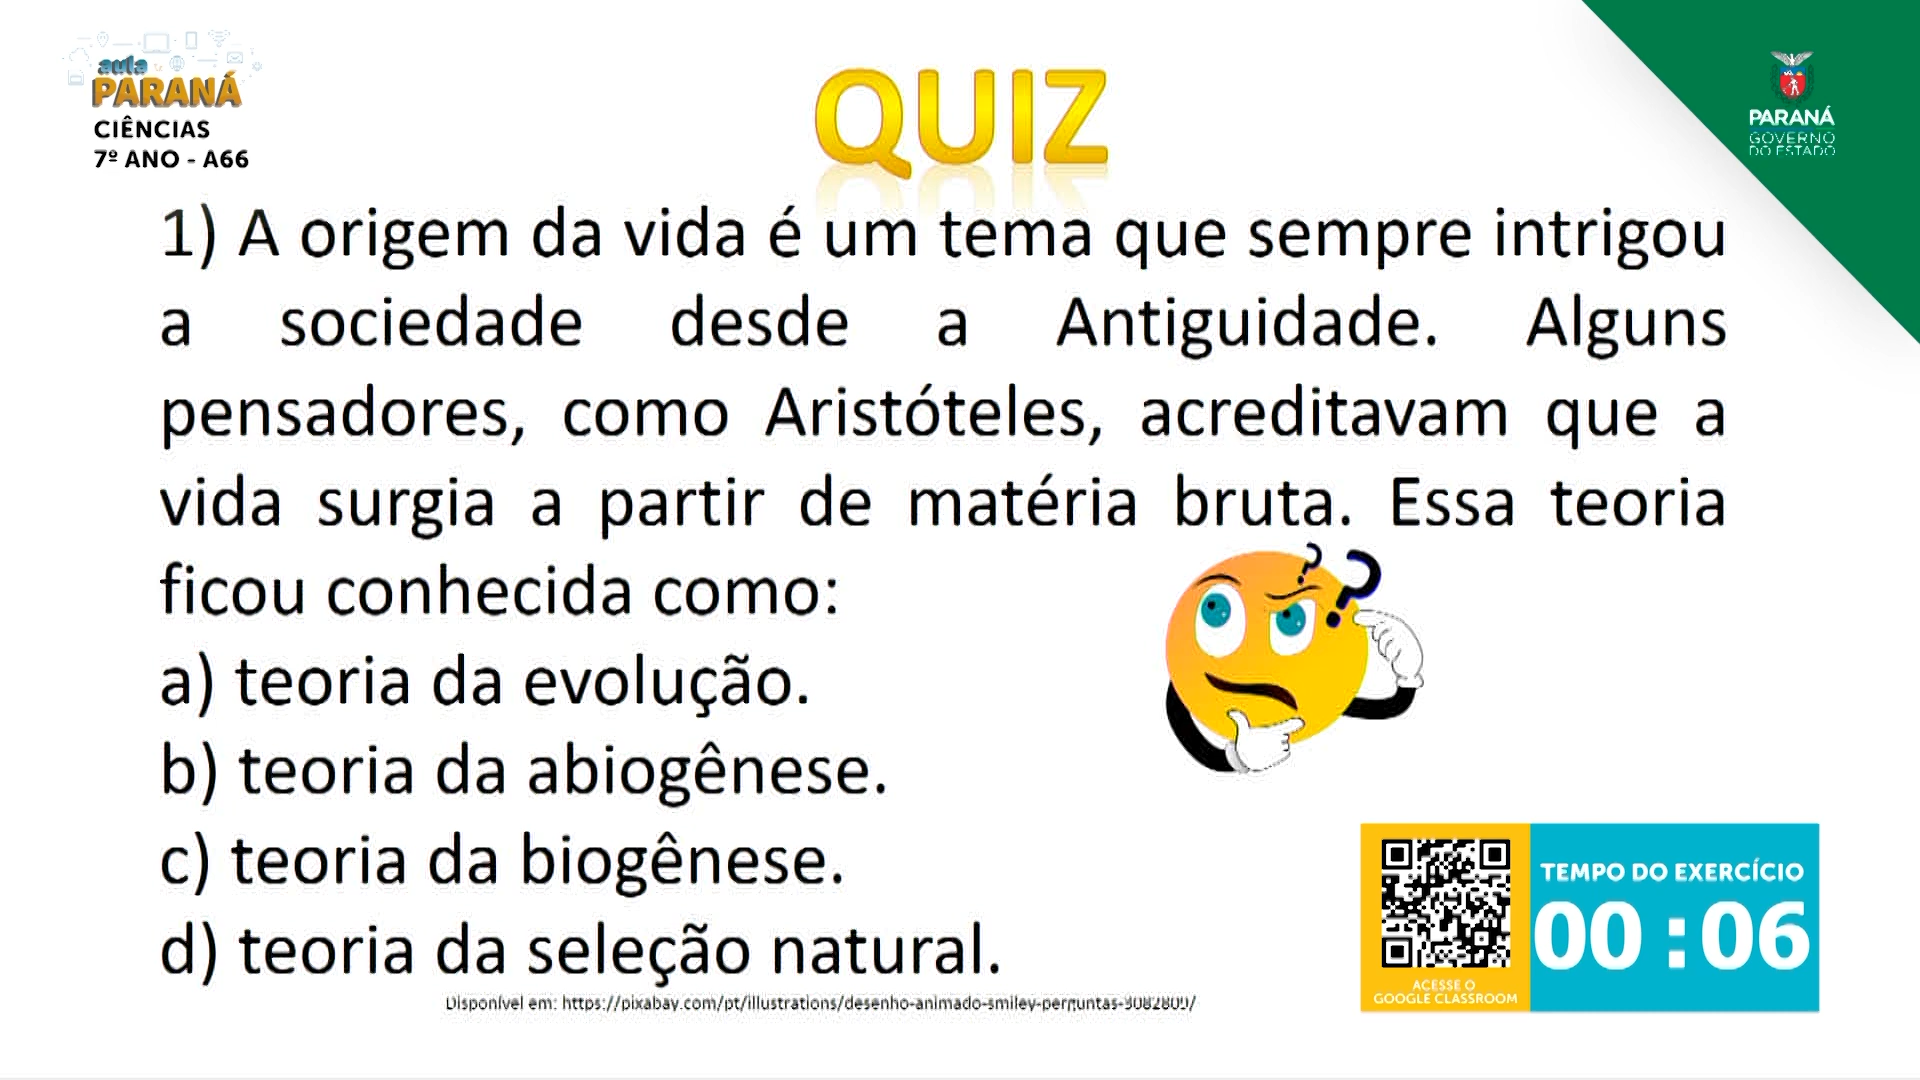 aula
PARANÁ
CIÊNCIAS
7º ANO - A66
QUIZ
PARANÁ
GOVERNO
DO ESTADO
1) A origem da vida é um tema que sempre intrigou
a sociedade desde a Antiguidade. Alguns
pensadores, como Aristóteles, acreditavam que a
vida surgia a partir de matéria bruta. Essa teoria
ficou conhecida como:
a) teoria da evolução.
b) teoria da abiogênese.
c) teoria da biogênese.
d) teoria da seleção natural.
Disponível em: https://pixabay.com/pt/illustrations/desenho-animado-smiley-perguntas-3082809/
ACESSE O
GOOGLE CLASSROOM
TEMPO DO EXERCÍCIO
00 : 06